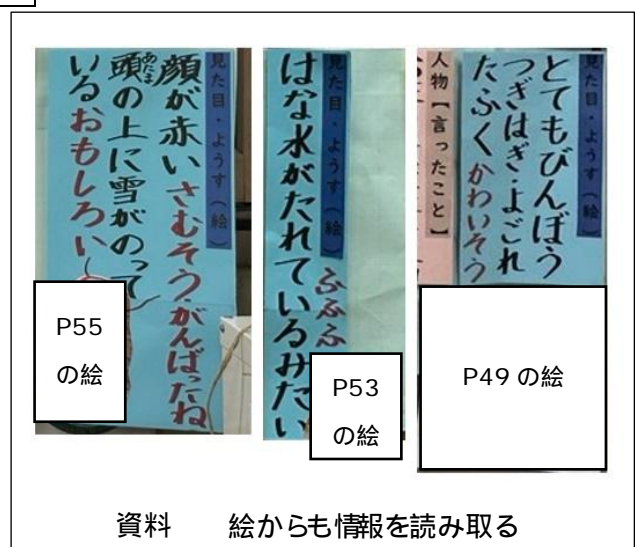 見た目・ようす(絵)
顔が赤い さむそう・がんばったね
頭の上に雪がのって
あたま
いるおもしろい
P55
の絵
見た目・ようす(絵)
ふふふ
はな水がたれているみたい
P53
の絵
見た目・ようす(絵)
とてもびんぼう
つぎはぎ・よごれ
たふく かわいそう
人物【言ったこと】
P49の絵
資料 絵からも情報を読み取る